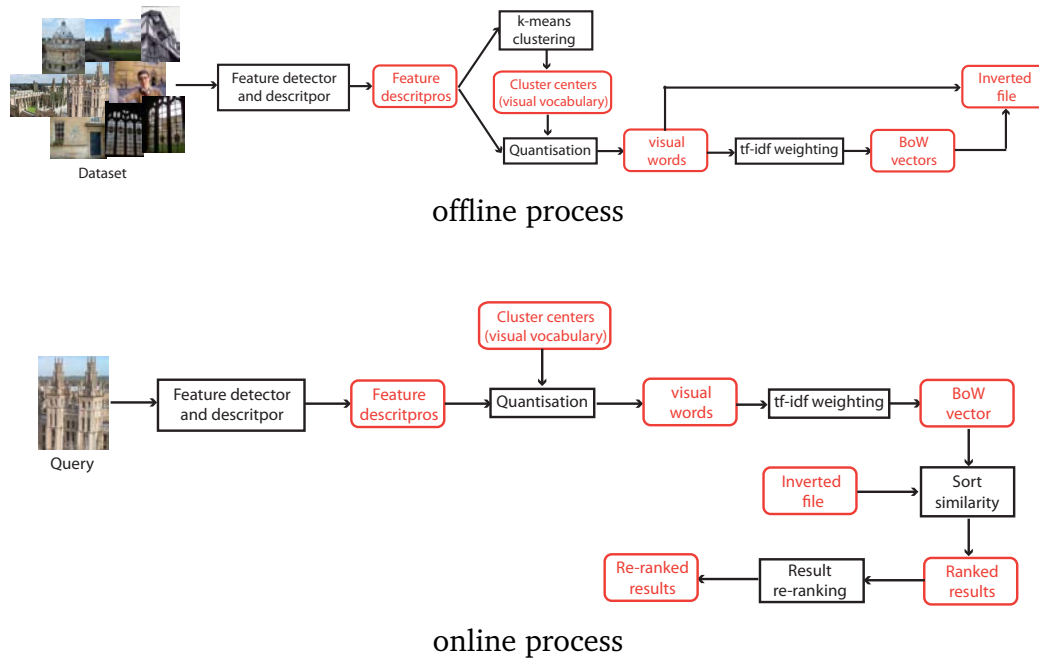 k-means
clustering
Feature detector
and descritpor
Feature
descritpros
Cluster centers
(visual vocabulary)
Inverted
file
Quantisation
visual
words
tf-idf weighting
BoW
vectors
Dataset
offline process
Cluster centers
(visual vocabulary)
Feature detector
and descritpor
Feature
descritpros
Quantisation
visual
words
tf-idf weighting
BoW
vector
Query
Inverted
file
Sort
similarity
Re-ranked
results
Result
re-ranking
Ranked
results
online process